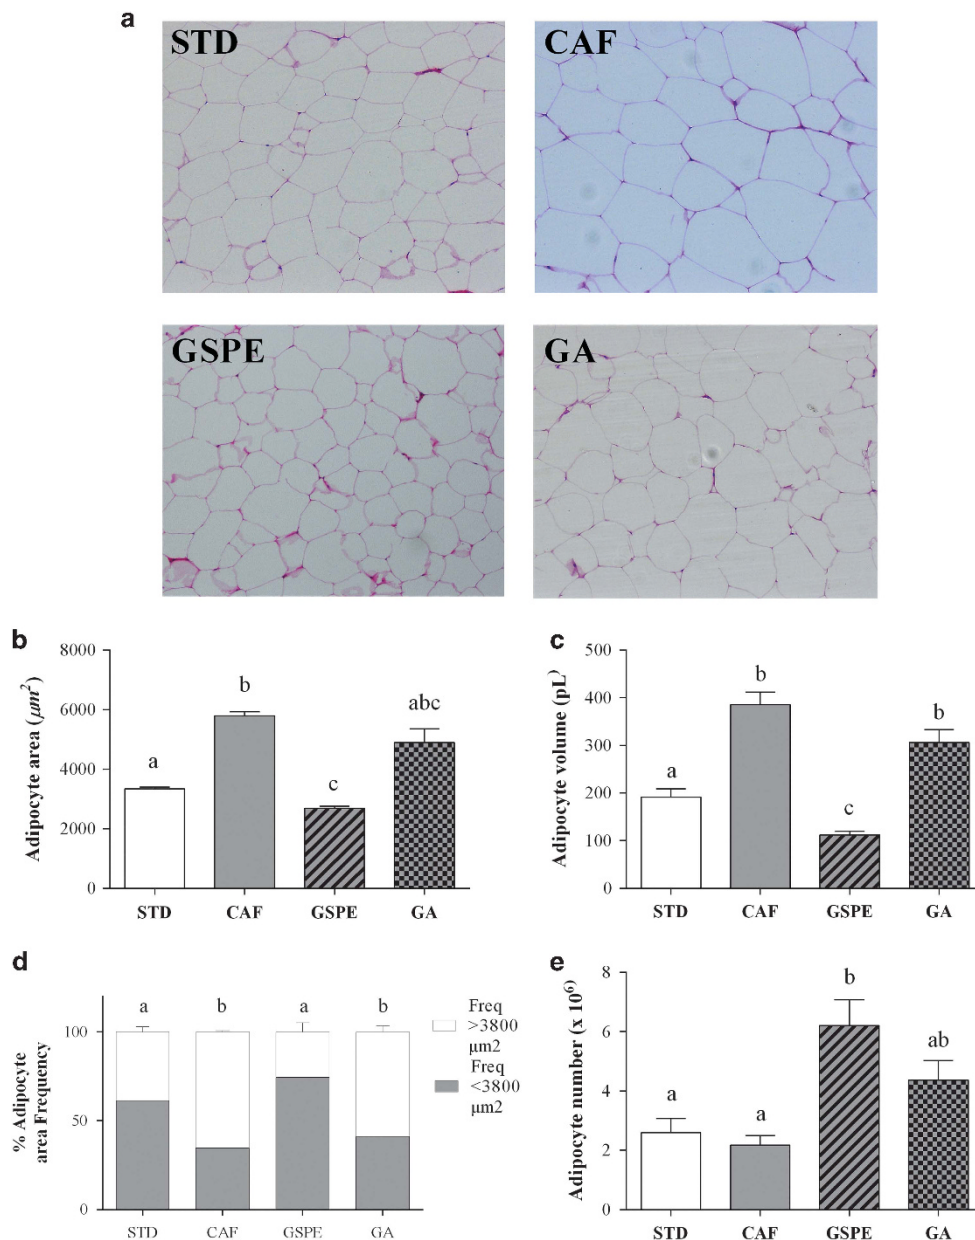 a
STD
CAF
GSPE
GA
b
Adipocyte area (μm²)
8000
6000
4000
2000
0
a
b
c
abc
STD
CAF
GSPE
GA
c
Adipocyte volume (pL)
500
400
300
200
100
0
a
b
c
b
STD
CAF
GSPE
GA
d
% Adipocyte
area Frequency
100
50
0
a
b
a
b
STD
CAF
GSPE
GA
Freq
>3800
μm2
Freq
<3800
μm2
e
Adipocyte number (x 10⁶)
8
6
4
2
0
a
a
b
ab
STD
CAF
GSPE
GA